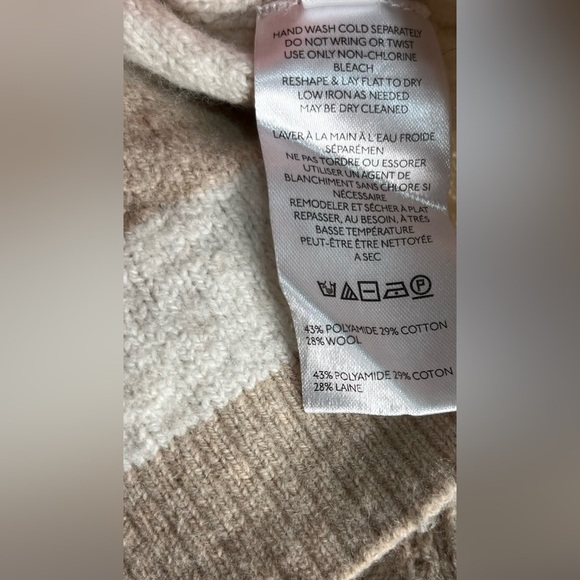 HAND WASH COLD SEPARATELY
DO NOT WRING OR TWIST
USE ONLY NON-CHLORINE
BLEACH
RESHAPE & LAY FLAT TO DRY
LOW IRON AS NEEDED
MAY BE DRY CLEANED
LAVER À LA MAIN À L'EAU FROIDE
SÉPARÉMEN
NE PAS TORDRE OU ESSORER
UTILISER UN AGENT DE
BLANCHIMENT SANS CHLORE SI
NÉCESSAIRE
REMODELER ET SÉCHER À PLAT
REPASSER, AU BESOIN, À TRÈS
BASSE TEMPÉRATURE
PEUT-ÊTRE ÊTRE NETTOYÉE
A SEC
P
43% POLYAMIDE 29% COTTON
28% WOOL
43% POLYAMIDE 29% COTON
28% LAINE